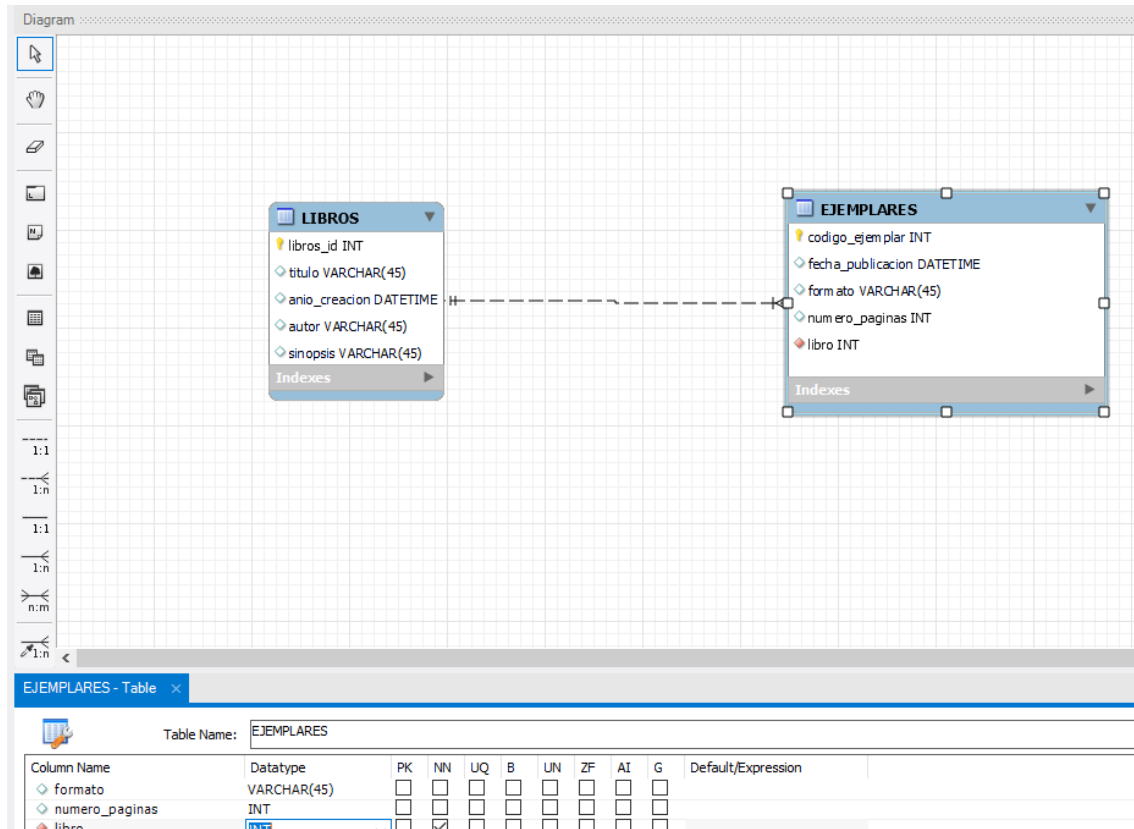 Diagram
LIBROS
libros_id INT
titulo VARCHAR(45)
anio_creacion DATETIME
autor VARCHAR(45)
sinopsis VARCHAR(45)
Indexes
EJEMPLARES
codigo_ejemplar INT
fecha_publicacion DATETIME
formato VARCHAR(45)
numero_paginas INT
libro INT
Indexes
1:1
1:n
1:1
1:n
n:m
1:n
EJEMPLARES - Table
Table Name: EJEMPLARES
Column Name Datatype PK NN UQ B UN ZF AI G Default/Expression
formato VARCHAR(45)
numero_paginas INT
libro INT